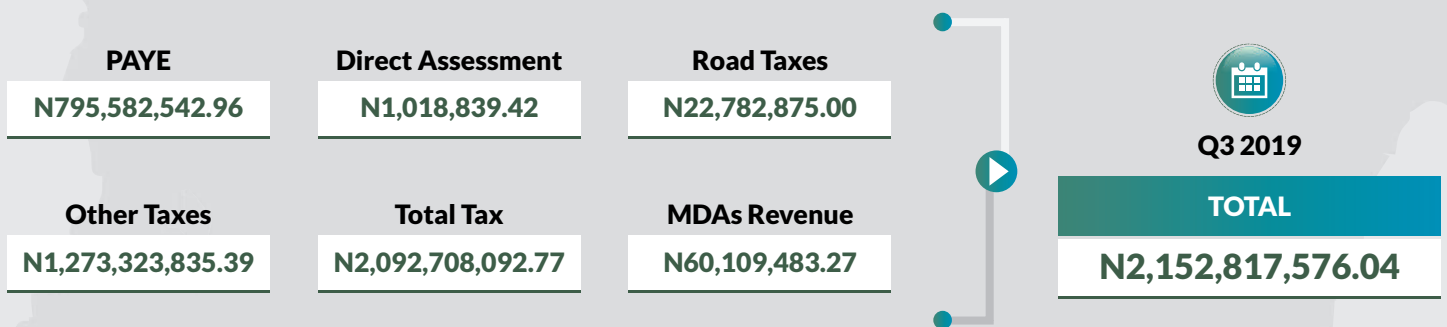 PAYE
N795,582,542.96
Direct Assessment
N1,018,839.42
Road Taxes
N22,782,875.00
Other Taxes
N1,273,323,835.39
Total Tax
N2,092,708,092.77
MDAs Revenue
N60,109,483.27
Q3 2019
TOTAL
N2,152,817,576.04